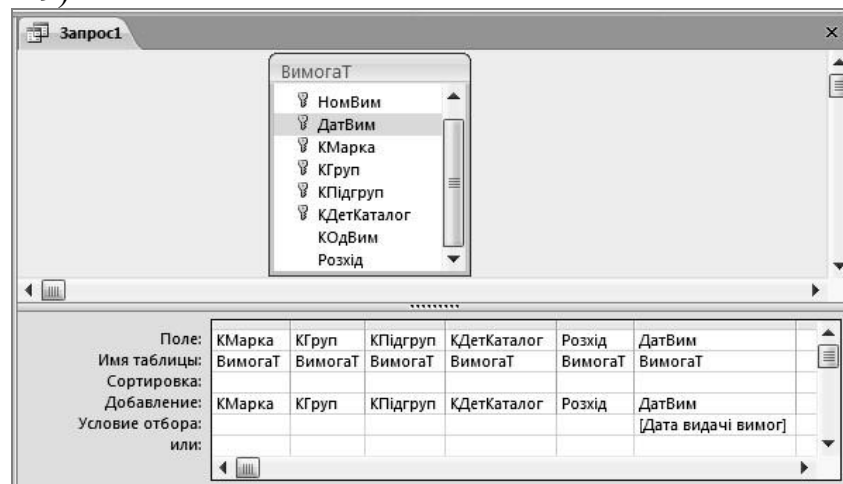 Запрос1
ВимогаТ
НомВим
ДатВим
КМарка
КГруп
КПідгруп
КДетКаталог
КОдВим
Розхід
Поле: КМарка КГруп КПідгруп КДетКаталог Розхід ДатВим
Имя таблицы: ВимогаТ ВимогаТ ВимогаТ ВимогаТ ВимогаТ ВимогаТ
Сортировка:
Добавление: КМарка КГруп КПідгруп КДетКаталог Розхід ДатВим
Условие отбора: [Дата видачі вимог]
или: